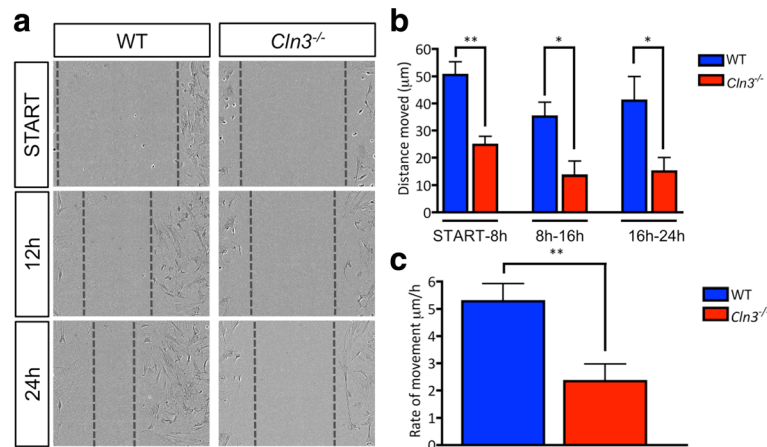 a
WT
Cln3-/-
START
12h
24h
b
**
*
*
WT
Cln3-/-
Distance moved (μm)
60
50
40
30
20
10
0
START-8h
8h-16h
16h-24h
c
**
WT
Cln3-/-
Rate of movement μm/h
6
5
4
3
2
1
0